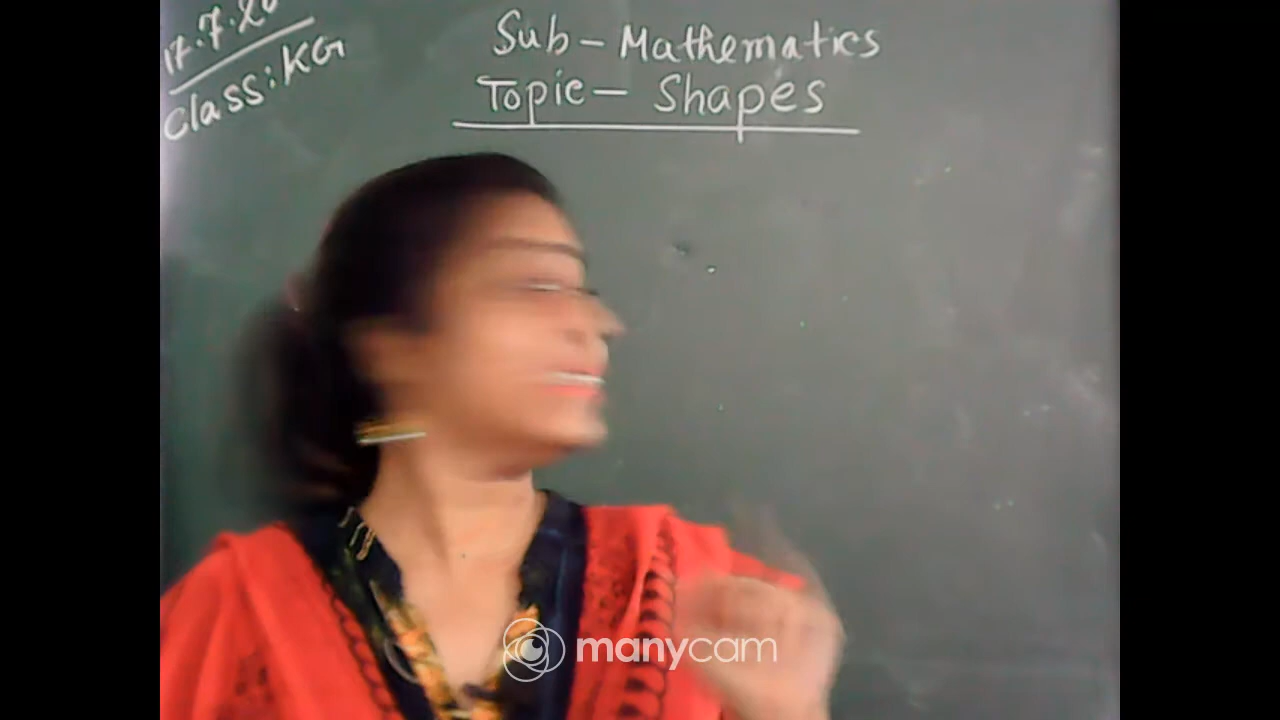 17.7.20
Class: KG
Sub - Mathematics
Topic - Shapes
manycam